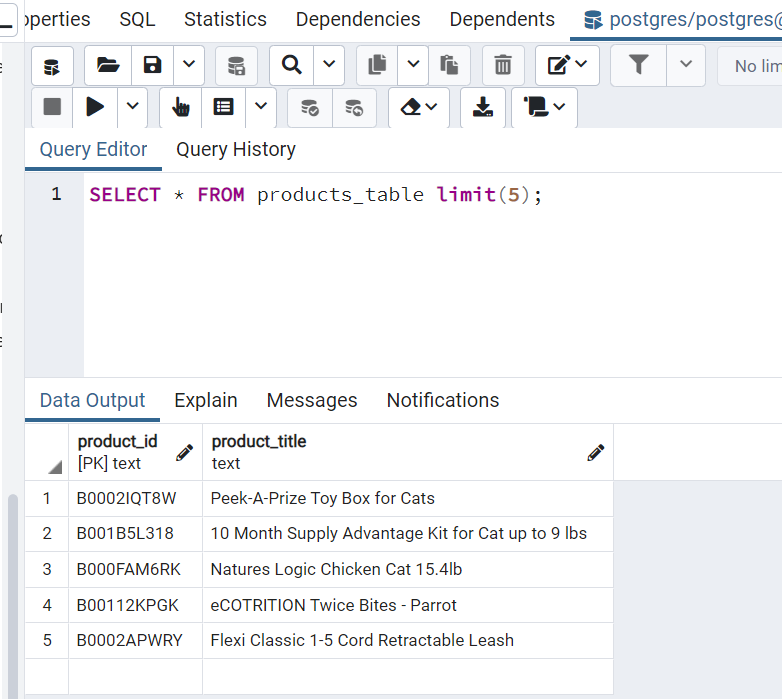 operties SQL Statistics Dependencies Dependents postgres/postgres@
No lim
Query Editor Query History
1 SELECT * FROM products_table limit(5);
Data Output Explain Messages Notifications
product_id product_title
[PK] text text
1 B0002IQT8W Peek-A-Prize Toy Box for Cats
2 B001B5L318 10 Month Supply Advantage Kit for Cat up to 9 lbs
3 B000FAM6RK Natures Logic Chicken Cat 15.4lb
4 B00112KPGK eCOTRITION Twice Bites - Parrot
5 B0002APWRY Flexi Classic 1-5 Cord Retractable Leash